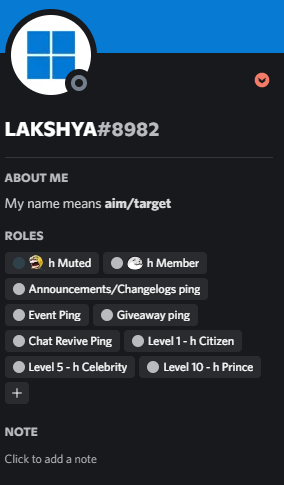 LAKSHYA#8982
ABOUT ME
My name means aim/target
ROLES
h Muted h Member
Announcements/Changelogs ping
Event Ping Giveaway ping
Chat Revive Ping Level 1 - h Citizen
Level 5 - h Celebrity Level 10 - h Prince
+
NOTE
Click to add a note